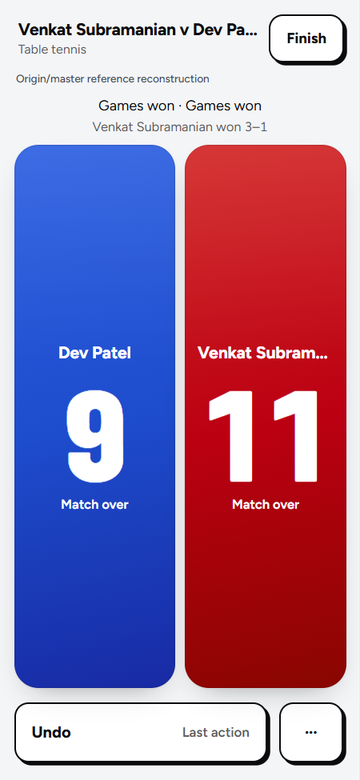 Venkat Subramanian v Dev Pa...
Table tennis
Finish
Origin/master reference reconstruction
Games won · Games won
Venkat Subramanian won 3–1
Dev Patel
9
Match over
Venkat Subram...
11
Match over
Undo
Last action
...